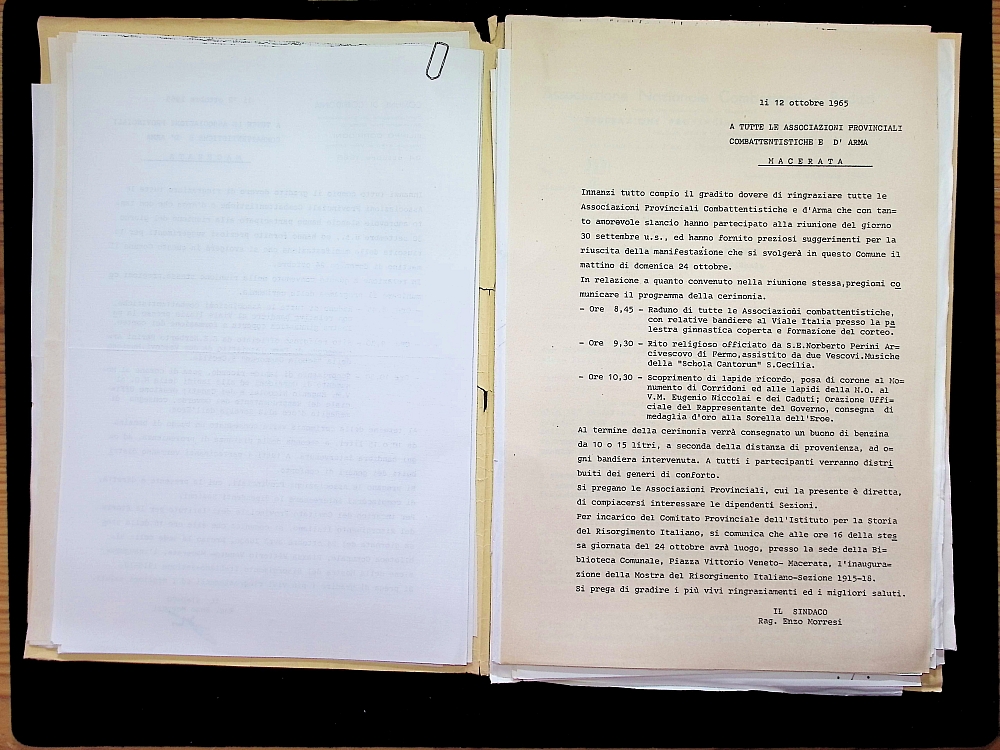 li 12 ottobre 1965
A TUTTE LE ASSOCIAZIONI PROVINCIALI
COMBATTENTISTICHE E D' ARMA
MACERATA
Innanzi tutto compio il gradito dovere di ringraziare tutte le
Associazioni Provinciali Combattentistiche e d'Arma che con tan=
to amorevole slancio hanno partecipato alla riunione del giorno
30 settembre u.s., ed hanno fornito preziosi suggerimenti per la
riuscita della manifestazione che si svolgerà in questo Comune il
mattino di domenica 24 ottobre.
In relazione a quanto convenuto nella riunione stessa,pregiomi co
municare il programma della cerimonia.
- Ore 8,45 - Raduno di tutte le Associazioni combattentistiche,
con relative bandiere al Viale Italia presso la pa
lestra ginnastica coperta e formazione del corteo.
- Ore 9,30 - Rito religioso officiato da S.E.Norberto Perini Ar=
civescovo di Fermo,assistito da due Vescovi.Musiche
della "Schola Cantorum" S.Cecilia.
- Ore 10,30 - Scoprimento di lapide ricordo, posa di corone al Mo=
numento di Corridoni ed alle lapidi della M.O. al
V.M. Eugenio Niccolai e dei Caduti; Orazione Uffi=
ciale del Rappresentante del Governo, consegna di
medaglia d'oro alla Sorella dell'Eroe.
Al termine della cerimonia verrà consegnato un buono di benzina
da 10 o 15 litri, a seconda della distanza di provenienza, ad o=
gni bandiera intervenuta. A tutti i partecipanti verranno distri
buiti dei generi di conforto.
Si pregano le Associazioni Provinciali, cui la presente è diretta,
di compiacersi interessare le dipendenti Sezioni.
Per incarico del Comitato Provinciale dell'Istituto per la Storia
del Risorgimento Italiano, si comunica che alle ore 16 della stes
sa giornata del 24 ottobre avrà luogo, presso la sede della Bi=
blioteca Comunale, Piazza Vittorio Veneto- Macerata, l'inaugura=
zione della Mostra del Risorgimento Italiano-Sezione 1915-18.
Si prega di gradire i più vivi ringraziamenti ed i migliori saluti.
IL SINDACO
Rag. Enzo Morresi